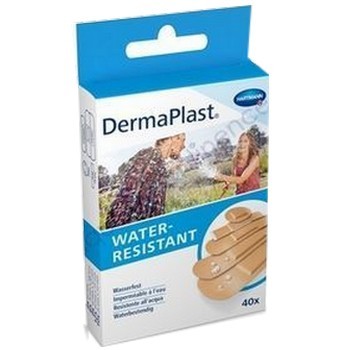 HARTMANN
DermaPlast®
WATER-
RESISTANT
Wasserfest
Imperméable à l'eau
Resistente all'acqua
Waterbestendig
40x